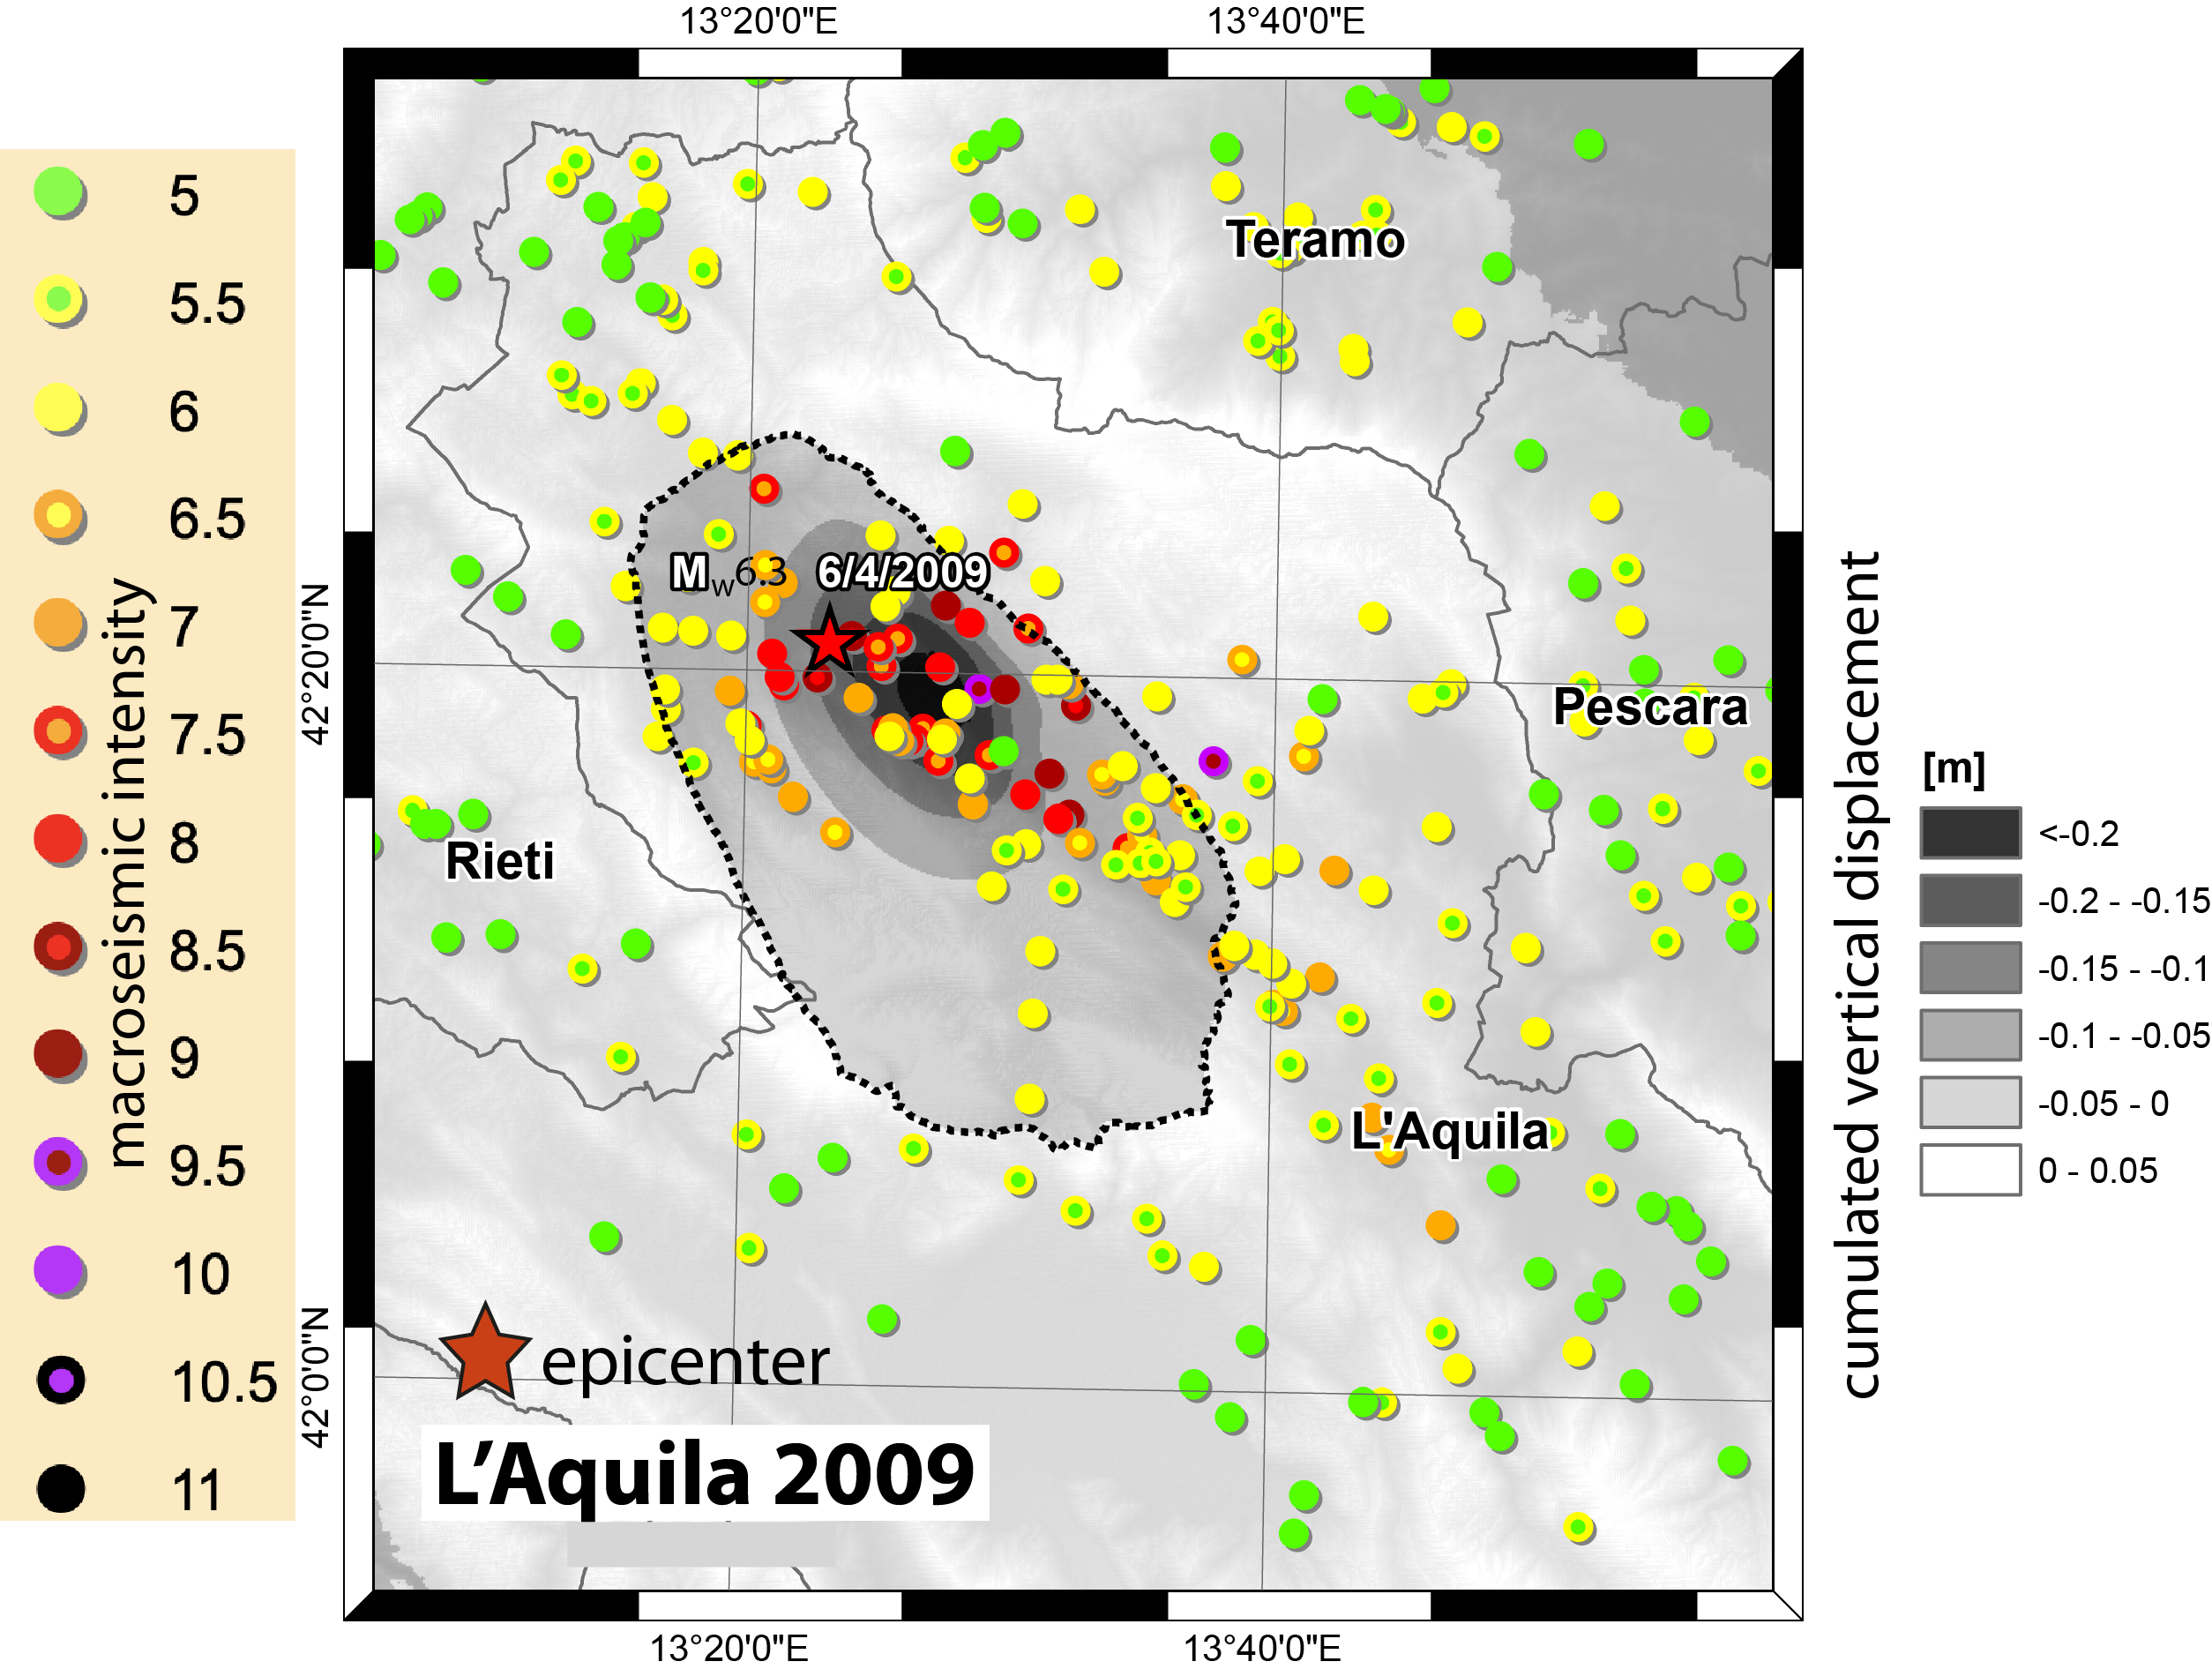 13°20'0"E
13°40'0"E
5
5.5
6
6.5
7
7.5
8
8.5
9
9.5
10
10.5
11
macroseismic intensity
42°20'0"N
42°0'0"N
Teramo
Mw6.3 6/4/2009
Pescara
Rieti
L'Aquila
epicenter
L’Aquila 2009
13°20'0"E
13°40'0"E
cumulated vertical displacement
[m]
<-0.2
-0.2 - -0.15
-0.15 - -0.1
-0.1 - -0.05
-0.05 - 0
0 - 0.05